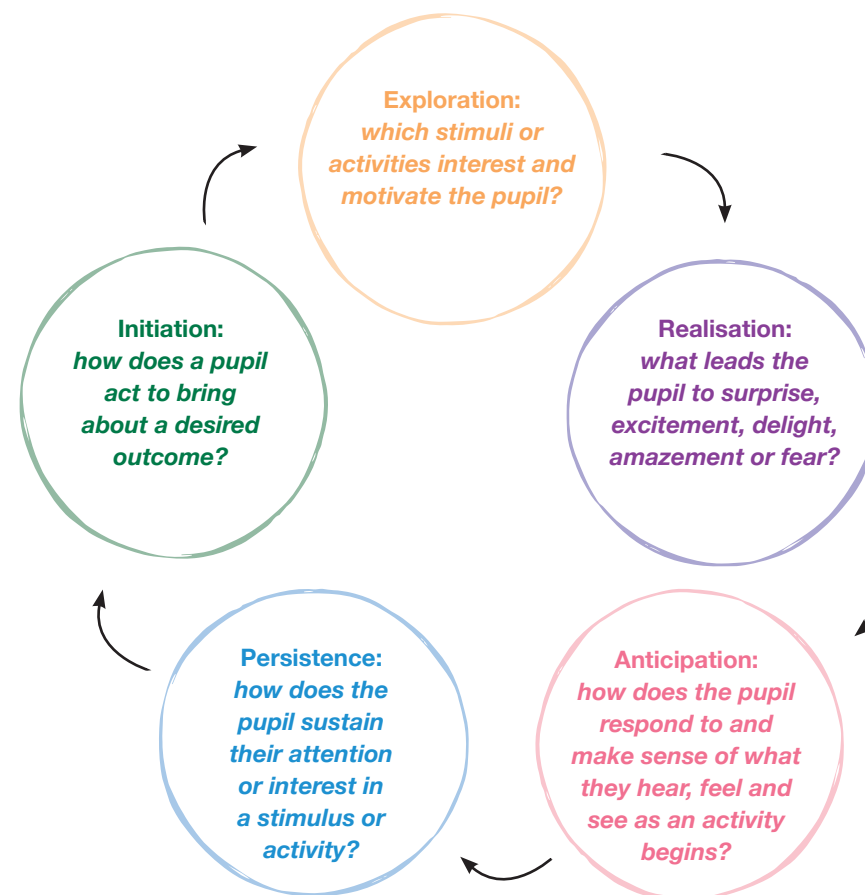 Exploration:
which stimuli or
activities interest and
motivate the pupil?
Realisation:
what leads the
pupil to surprise,
excitement, delight,
amazement or fear?
Anticipation:
how does the pupil
respond to and
make sense of what
they hear, feel and
see as an activity
begins?
Persistence:
how does the
pupil sustain
their attention
or interest in
a stimulus or
activity?
Initiation:
how does a pupil
act to bring
about a desired
outcome?